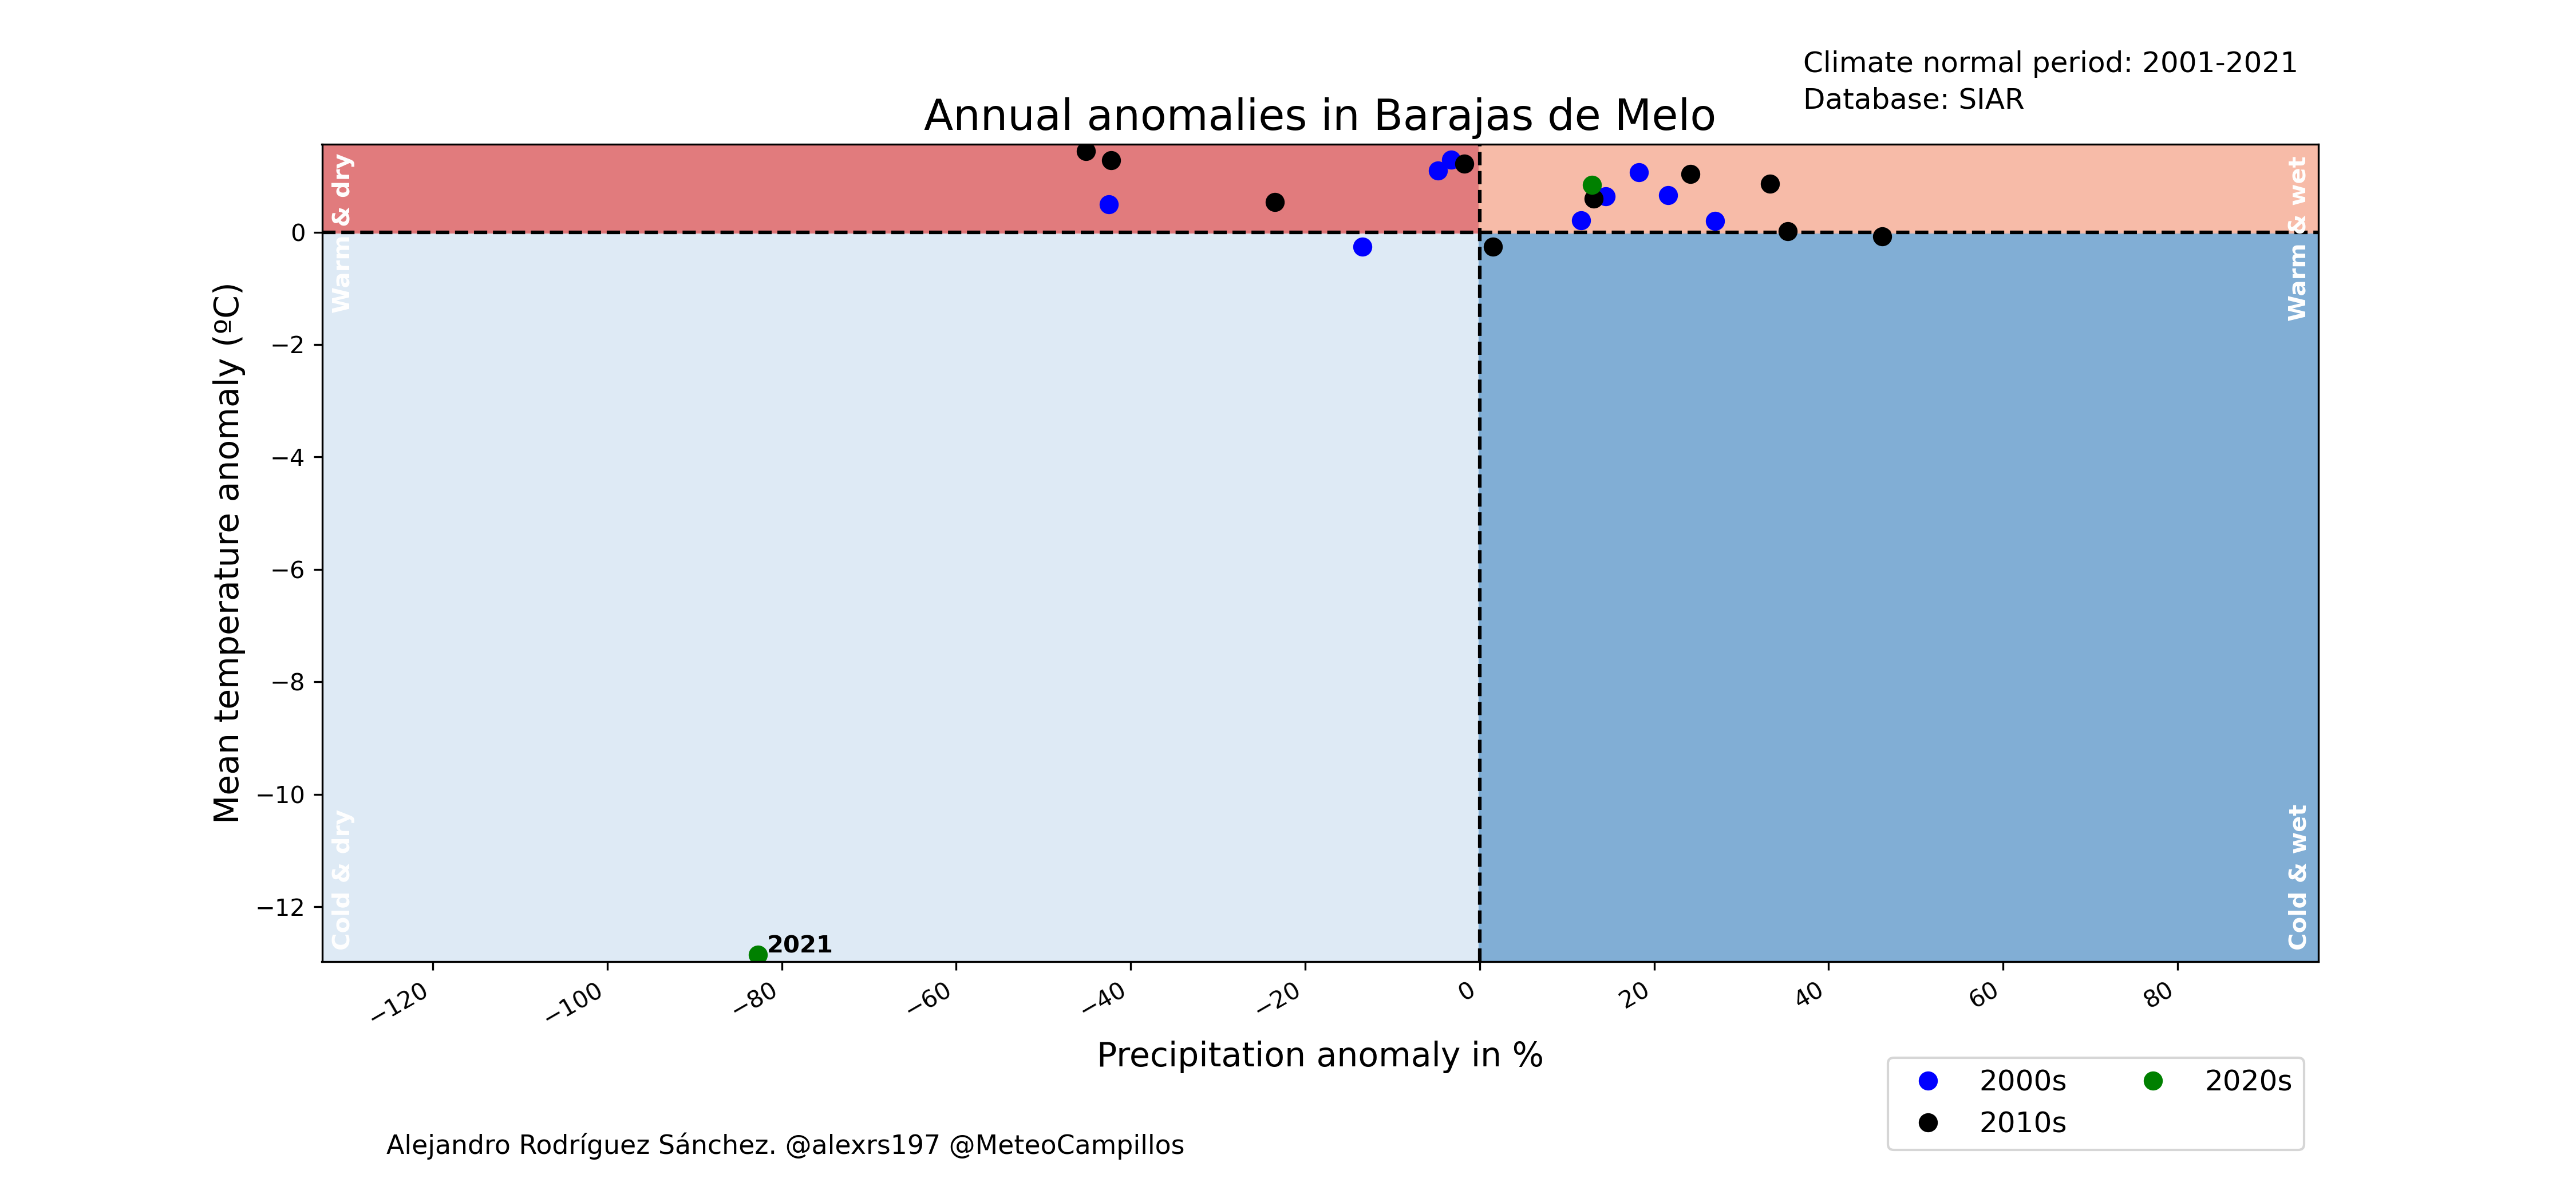 Climate normal period: 2001-2021
Database: SIAR
Annual anomalies in Barajas de Melo
Warm & dry
Warm & wet
Mean temperature anomaly (ºC)
0
−2
−4
−6
−8
−10
−12
Cold & dry
Cold & wet
2021
−120
−100
−80
−60
−40
−20
0
20
40
60
80
Precipitation anomaly in %
2000s
2010s
2020s
Alejandro Rodríguez Sánchez. @alexrs197 @MeteoCampillos